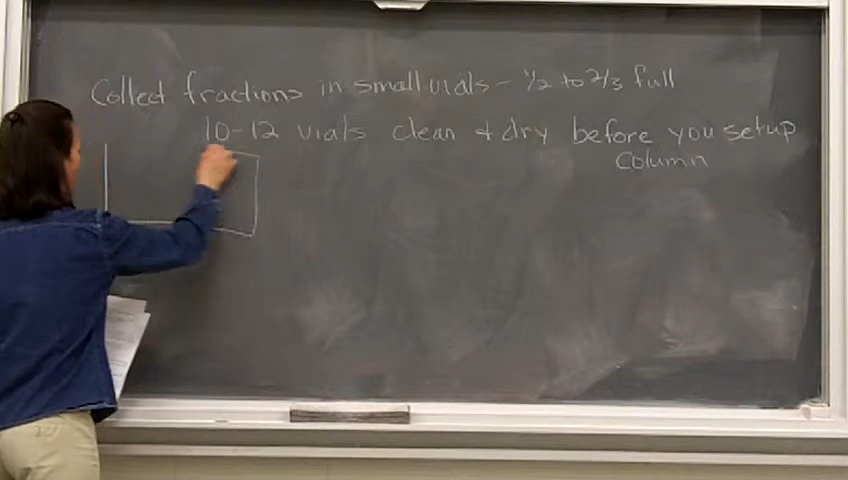 Collect fractions in small vials - 1/2 to 2/3 full
10-12 vials clean & dry before you setup
column